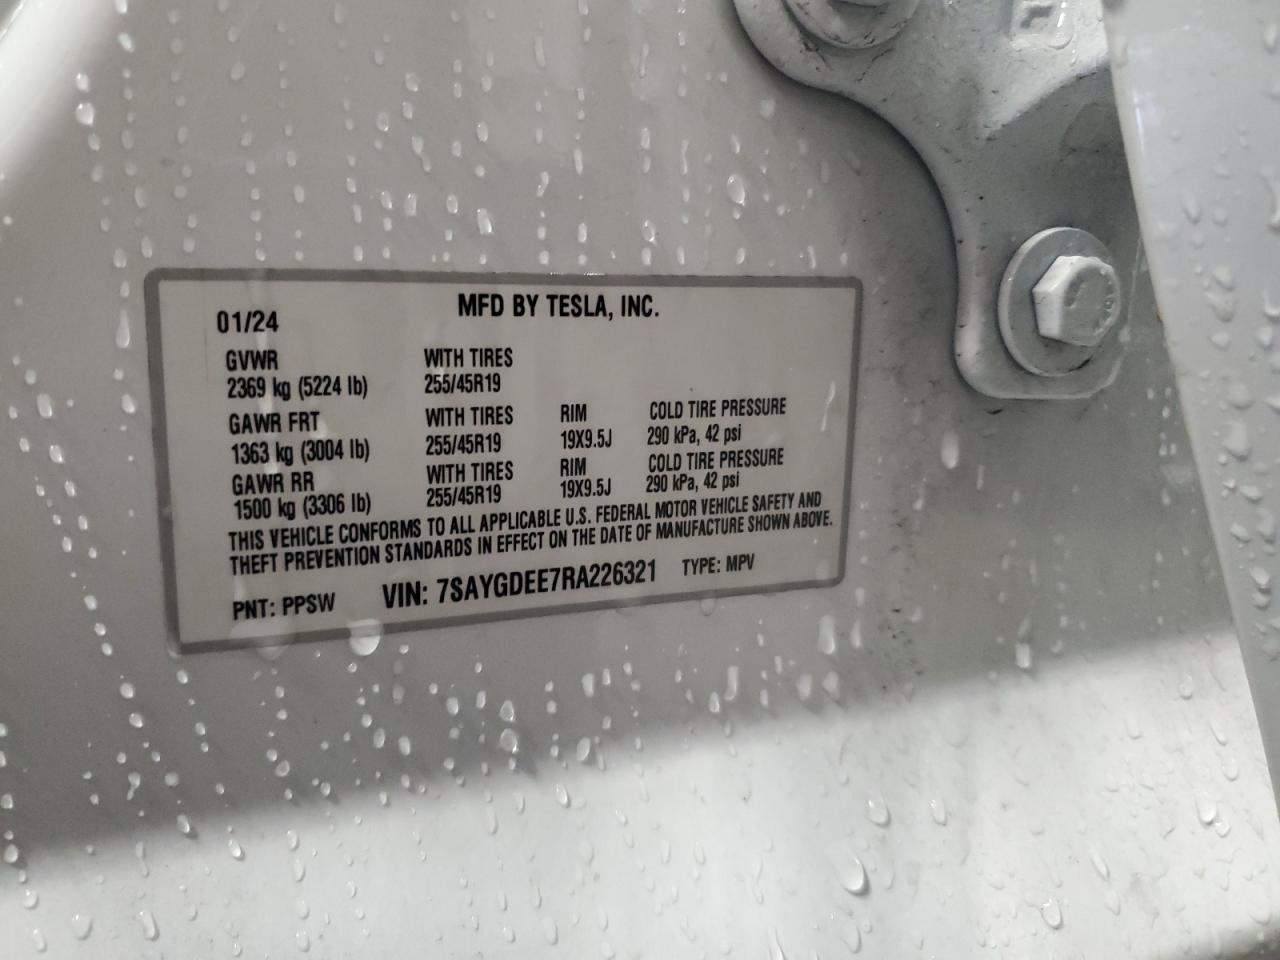 MFD BY TESLA, INC.
01/24
GVWR WITH TIRES
2369 kg (5224 lb) 255/45R19
GAWR FRT WITH TIRES RIM COLD TIRE PRESSURE
1363 kg (3004 lb) 255/45R19 19X9.5J 290 kPa, 42 psi
GAWR RR WITH TIRES RIM COLD TIRE PRESSURE
1500 kg (3306 lb) 255/45R19 19X9.5J 290 kPa, 42 psi
THIS VEHICLE CONFORMS TO ALL APPLICABLE U.S. FEDERAL MOTOR VEHICLE SAFETY AND
THEFT PREVENTION STANDARDS IN EFFECT ON THE DATE OF MANUFACTURE SHOWN ABOVE.
PNT: PPSW VIN: 7SAYGDEE7RA226321 TYPE: MPV